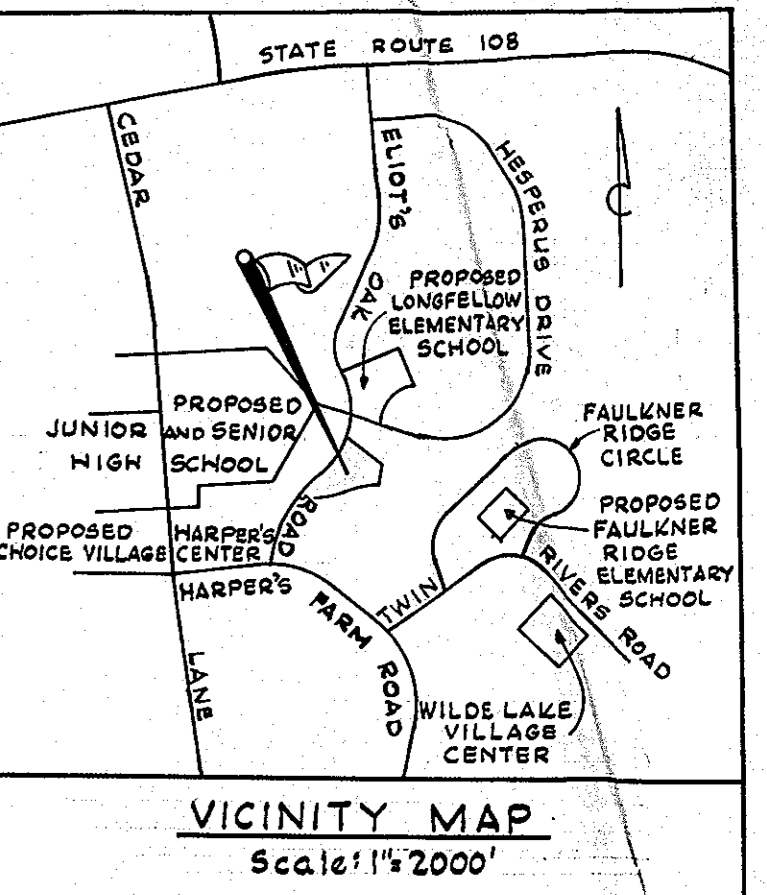 STATE ROUTE 108
CEDAR
ELIOT'S
OAK
HESPERUS DRIVE
PROPOSED
LONGFELLOW
ELEMENTARY
SCHOOL
PROPOSED
JUNIOR AND SENIOR
HIGH SCHOOL
FAULKNER
RIDGE
CIRCLE
ROAD
PROPOSED
FAULKNER
RIDGE
ELEMENTARY
SCHOOL
PROPOSED HARPER'S
CHOICE VILLAGE CENTER
HARPER'S
FARM ROAD
TWIN
RIVERS ROAD
LANE
WILDE LAKE
VILLAGE
CENTER
VICINITY MAP
Scale: 1"=2000'